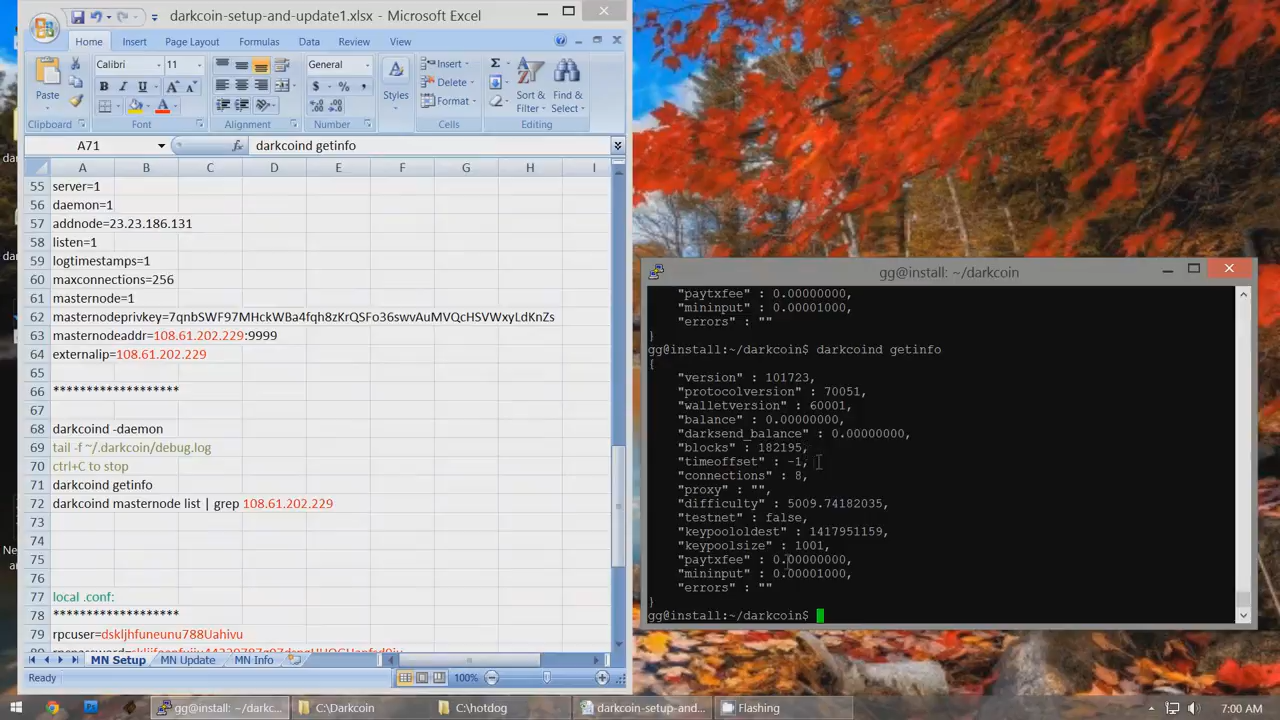 darkcoin-setup-and-update1.xlsx - Microsoft Excel
Home Insert Page Layout Formulas Data Review View
Paste
Calibri 11
General
Insert
Delete
Format
Styles
Sort & Filter
Find & Select
Clipboard Font Alignment Number Cells Editing
A71 fx darkcoind getinfo
A B C D E F G H I
55 server=1
56 daemon=1
57 addnode=23.23.186.131
58 listen=1
59 logtimestamps=1
60 maxconnections=256
61 masternode=1
62 masternodeprivkey=7qnbSWF97MHckWBa4fqh8zKrQSFo36swvAuMVQcHSVWxyLdKnZs
63 masternodeaddr=108.61.202.229:9999
64 externalip=108.61.202.229
65
66 ******************
67
68 darkcoind -daemon
69 tail -f ~/.darkcoin/debug.log
70 ctrl+C to stop
71 darkcoind getinfo
72 darkcoind masternode list | grep 108.61.202.229
73
74
75
76
77 local .conf:
78 ******************
79 rpcuser=dskljhfuneunu788Uahivu
MN Setup MN Update MN Info
Ready 100%
gg@install: ~/darkcoin
"paytxfee" : 0.00000000,
"mininput" : 0.00001000,
"errors" : ""
}
gg@install:~/darkcoin$ darkcoind getinfo
{
"version" : 101723,
"protocolversion" : 70051,
"walletversion" : 60001,
"balance" : 0.00000000,
"darksend_balance" : 0.00000000,
"blocks" : 182195,
"timeoffset" : -1,
"connections" : 8,
"proxy" : "",
"difficulty" : 5009.74182035,
"testnet" : false,
"keypoololdest" : 1417951159,
"keypoolsize" : 1001,
"paytxfee" : 0.00000000,
"mininput" : 0.00001000,
"errors" : ""
}
gg@install:~/darkcoin$
gg@install: ~/darkc... C:\Darkcoin C:\hotdog darkcoin-setup-and-... Flashing 7:00 AM